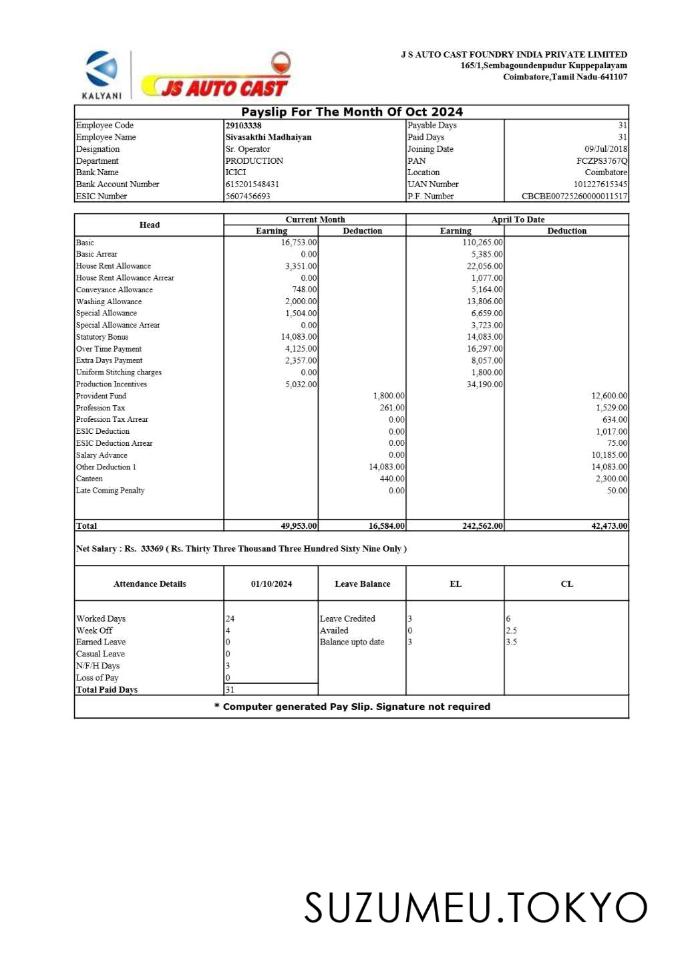 KALYANI
JS AUTO CAST
J S AUTO CAST FOUNDRY INDIA PRIVATE LIMITED
165/1,Sembagoundenpudur Kuppepalayam
Coimbatore,Tamil Nadu-641107
Payslip For The Month Of Oct 2024
Employee Code 29103338 Payable Days 31
Employee Name Sivasakthi Madhaiyan Paid Days 31
Designation Sr. Operator Joining Date 09/Jul/2018
Department PRODUCTION PAN FCZPS3767Q
Bank Name ICICI Location Coimbatore
Bank Account Number 615201548431 UAN Number 101227615345
ESIC Number 5607456693 P.F. Number CBCBE00725260000011517
Head Current Month April To Date
Earning Deduction Earning Deduction
Basic 16,753.00 110,265.00
Basic Arrear 0.00 5,385.00
House Rent Allowance 3,351.00 22,056.00
House Rent Allowance Arrear 0.00 1,077.00
Conveyance Allowance 748.00 5,164.00
Washing Allowance 2,000.00 13,806.00
Special Allowance 1,504.00 6,659.00
Special Allowance Arrear 0.00 3,723.00
Statutory Bonus 14,083.00 14,083.00
Over Time Payment 4,125.00 16,297.00
Extra Days Payment 2,357.00 8,057.00
Uniform Stitching charges 0.00 1,800.00
Production Incentives 5,032.00 34,190.00
Provident Fund 1,800.00 12,600.00
Profession Tax 261.00 1,529.00
Profession Tax Arrear 0.00 634.00
ESIC Deduction 0.00 1,017.00
ESIC Deduction Arrear 0.00 75.00
Salary Advance 0.00 10,185.00
Other Deduction 1 14,083.00 14,083.00
Canteen 440.00 2,300.00
Late Coming Penalty 0.00 50.00
Total 49,953.00 16,584.00 242,562.00 42,473.00
Net Salary : Rs. 33369 ( Rs. Thirty Three Thousand Three Hundred Sixty Nine Only )
Attendance Details 01/10/2024 Leave Balance EL CL
Worked Days 24 Leave Credited 3 6
Week Off 4 Availed 0 2.5
Earned Leave 0 Balance upto date 3 3.5
Casual Leave 0
N/F/H Days 3
Loss of Pay 0
Total Paid Days 31
* Computer generated Pay Slip. Signature not required
SUZUMEU.TOKYO